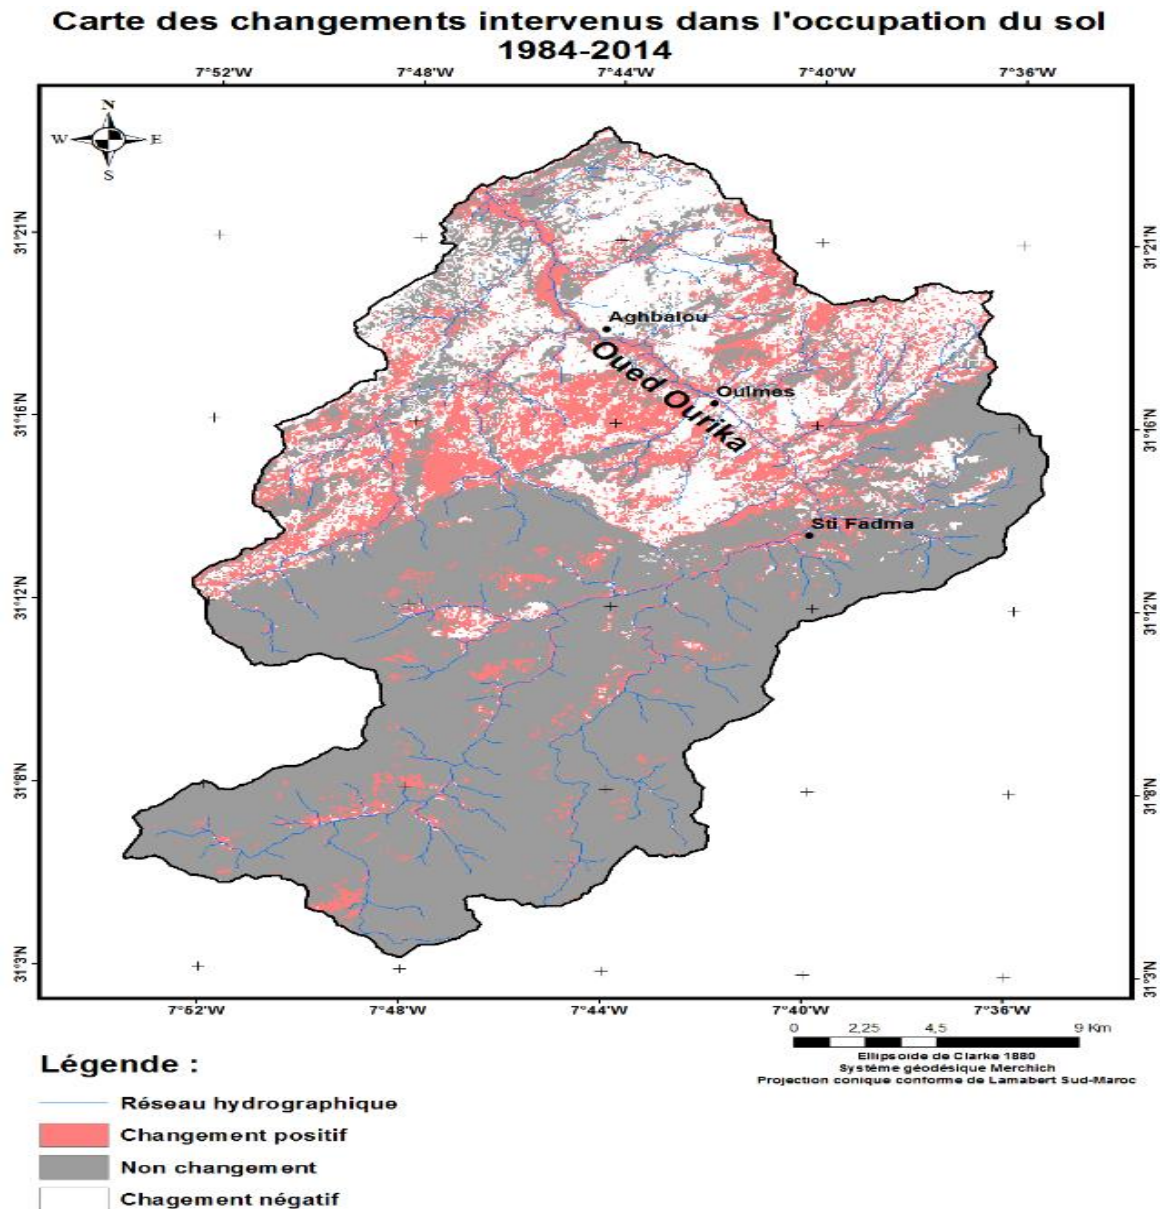 Carte des changements intervenus dans l'occupation du sol
1984-2014
7°52'W 7°48'W 7°44'W 7°40'W 7°36'W
N
W E
S
31°21'N 31°21'N
Aghbalou
Oued Ourika
Oulmes
31°16'N 31°16'N
Sti Fadma
31°12'N 31°12'N
31°8'N 31°8'N
31°3'N 31°3'N
7°52'W 7°48'W 7°44'W 7°40'W 7°36'W
0 2,25 4,5 9 Km
Ellipsoide de Clarke 1880
Système géodésique Merchich
Projection conique conforme de Lamabert Sud-Maroc
Légende :
Réseau hydrographique
Changement positif
Non changement
Chagement négatif